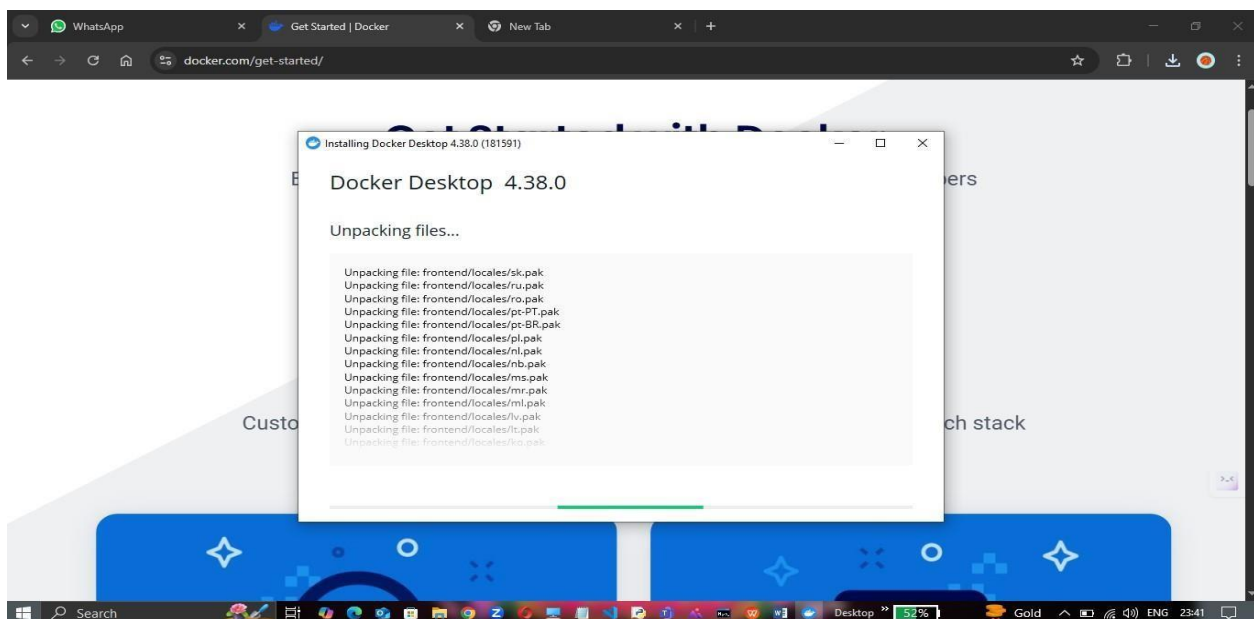 WhatsApp
Get Started | Docker
New Tab
docker.com/get-started/
Installing Docker Desktop 4.38.0 (181591)
Docker Desktop 4.38.0
ers
Unpacking files...
Unpacking file: frontend/locales/sk.pak
Unpacking file: frontend/locales/ru.pak
Unpacking file: frontend/locales/ro.pak
Unpacking file: frontend/locales/pt-PT.pak
Unpacking file: frontend/locales/pt-BR.pak
Unpacking file: frontend/locales/pl.pak
Unpacking file: frontend/locales/nl.pak
Unpacking file: frontend/locales/nb.pak
Unpacking file: frontend/locales/ms.pak
Unpacking file: frontend/locales/mr.pak
Unpacking file: frontend/locales/ml.pak
Unpacking file: frontend/locales/lv.pak
Unpacking file: frontend/locales/lt.pak
Unpacking file: frontend/locales/ko.pak
Custo
ch stack
Search
Desktop
52%
Gold
ENG
23:41